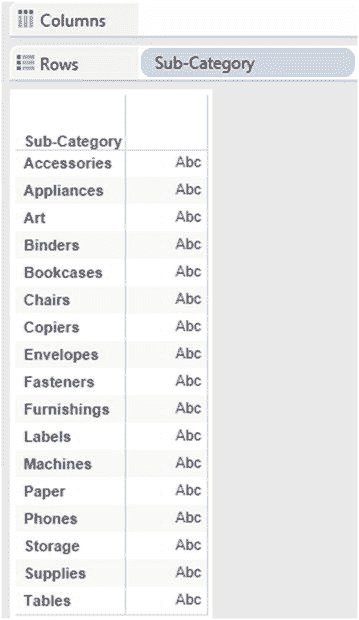 Columns
Rows Sub-Category
Sub-Category
Accessories Abc
Appliances Abc
Art Abc
Binders Abc
Bookcases Abc
Chairs Abc
Copiers Abc
Envelopes Abc
Fasteners Abc
Furnishings Abc
Labels Abc
Machines Abc
Paper Abc
Phones Abc
Storage Abc
Supplies Abc
Tables Abc